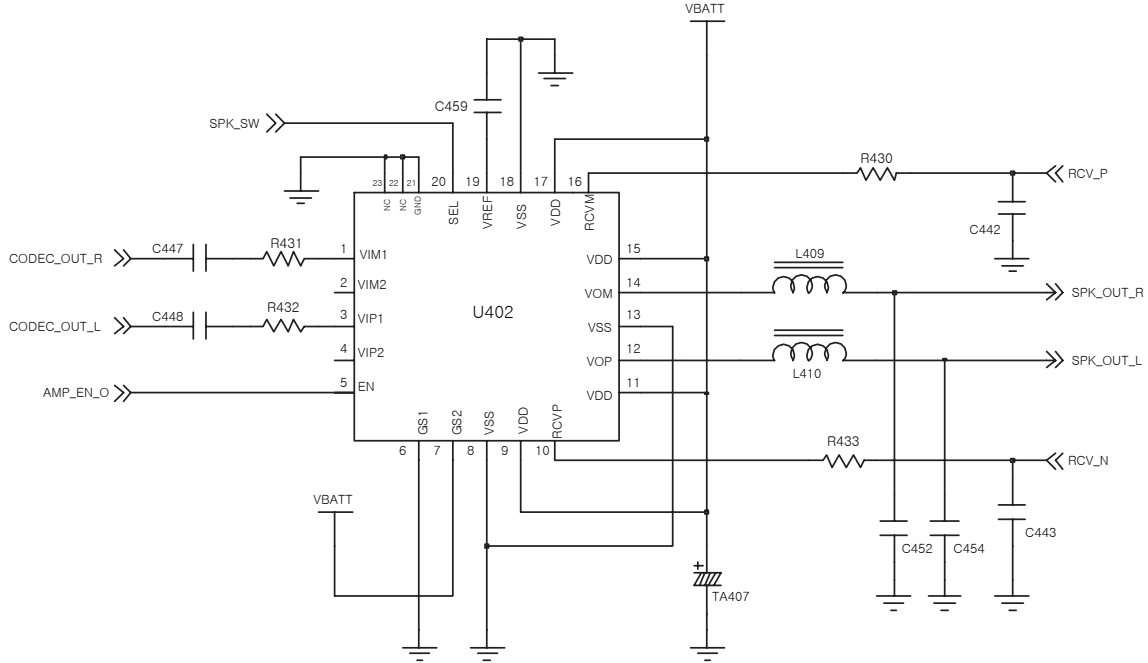 VBATT
C459
SPK_SW
23 22 21 20 19 18 17 16
NC NC GND SEL VREF VSS VDD RCVM
R430
RCV_P
C442
CODEC_OUT_R
C447
R431
1
VIM1
2
VIM2
CODEC_OUT_L
C448
R432
3
VIP1
4
VIP2
AMP_EN_O
5
EN
U402
15
VDD
14
VOM
13
VSS
12
VOP
11
VDD
L409
SPK_OUT_R
L410
SPK_OUT_L
GS1 GS2 VSS VDD RCVP
6 7 8 9 10
R433
RCV_N
VBATT
C452
C454
C443
+
TA407